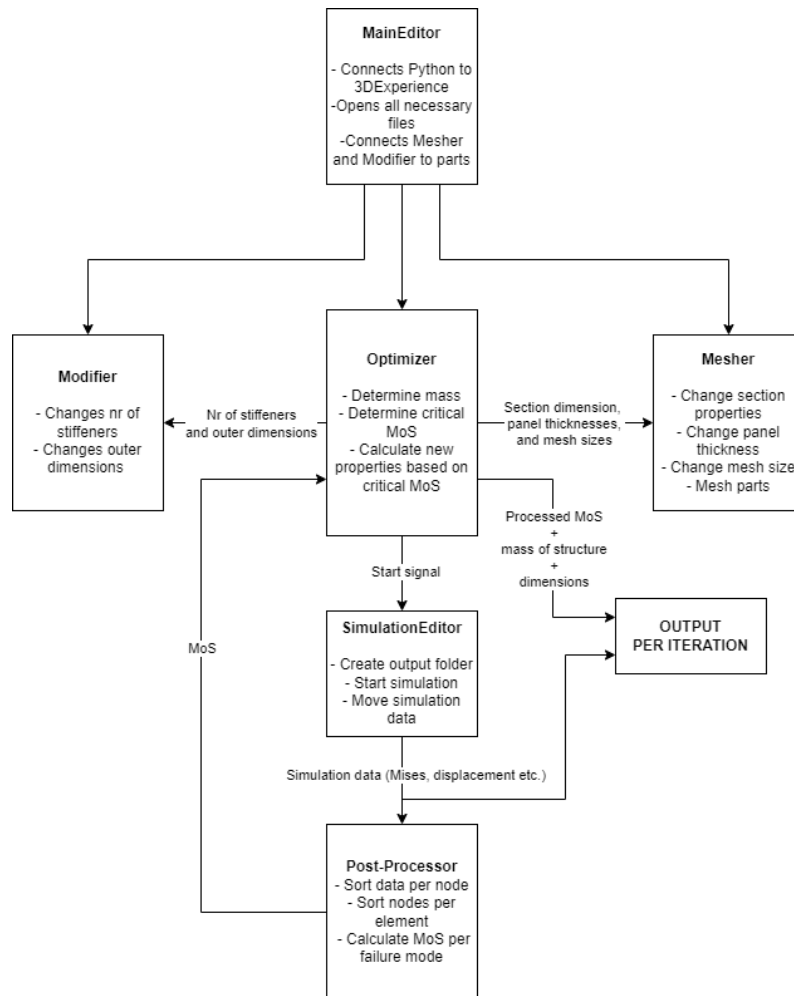 MainEditor
- Connects Python to
3DExperience
-Opens all necessary
files
-Connects Mesher
and Modifier to parts
Modifier
- Changes nr of
stiffeners
- Changes outer
dimensions
Nr of stiffeners
and outer dimensions
Optimizer
- Determine mass
- Determine critical
MoS
- Calculate new
properties based on
critical MoS
Section dimension,
panel thicknesses,
and mesh sizes
Mesher
- Change section
properties
- Change panel
thickness
- Change mesh size
- Mesh parts
Processed MoS
+
mass of structure
+
dimensions
Start signal
OUTPUT
PER ITERATION
SimulationEditor
- Create output folder
- Start simulation
- Move simulation
data
MoS
Simulation data (Mises, displacement etc.)
Post-Processor
- Sort data per node
- Sort nodes per
element
- Calculate MoS per
failure mode